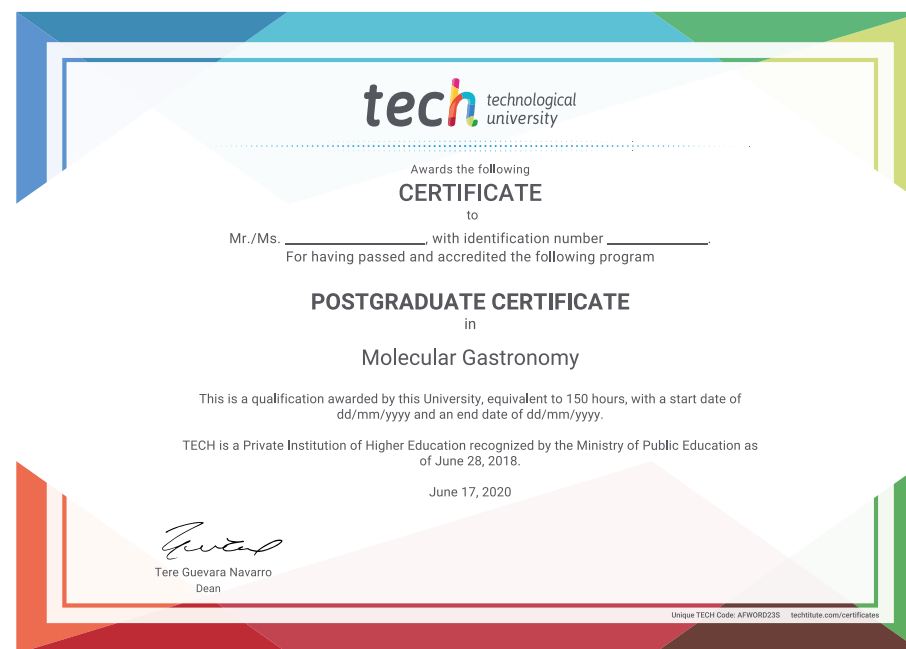 tech technological
university
Awards the following
CERTIFICATE
to
Mr./Ms. ____________________, with identification number ______________.
For having passed and accredited the following program
POSTGRADUATE CERTIFICATE
in
Molecular Gastronomy
This is a qualification awarded by this University, equivalent to 150 hours, with a start date of
dd/mm/yyyy and an end date of dd/mm/yyyy.
TECH is a Private Institution of Higher Education recognized by the Ministry of Public Education as
of June 28, 2018.
June 17, 2020
Tere Guevara Navarro
Dean
Unique TECH Code: AFWORD23S techtitute.com/certificates